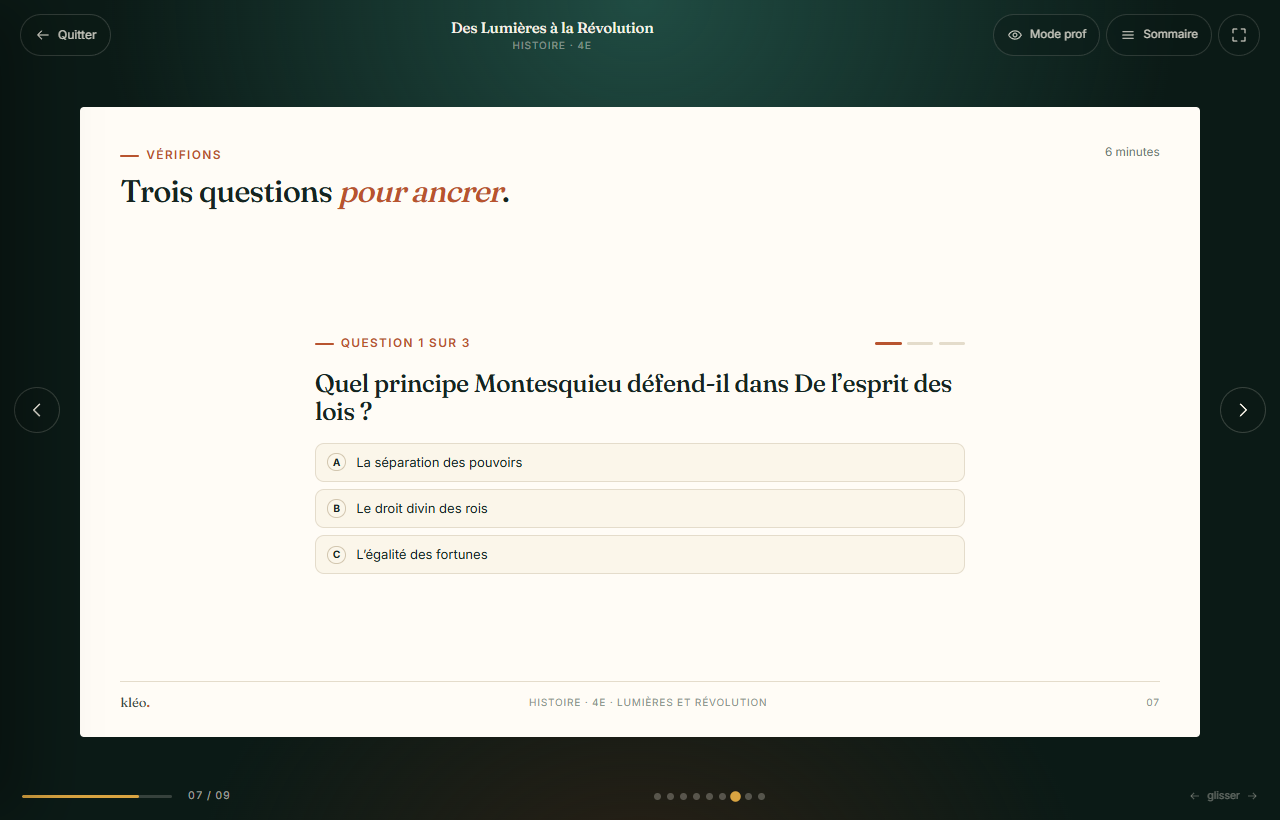 Quitter
Des Lumières à la Révolution
HISTOIRE · 4E
Mode prof
Sommaire
VÉRIFIONS
6 minutes
Trois questions pour ancrer.
QUESTION 1 SUR 3
Quel principe Montesquieu défend-il dans De l’esprit des
lois ?
A La séparation des pouvoirs
B Le droit divin des rois
C L’égalité des fortunes
kléo.
HISTOIRE · 4E · LUMIÈRES ET RÉVOLUTION
07
07 / 09
← glisser →